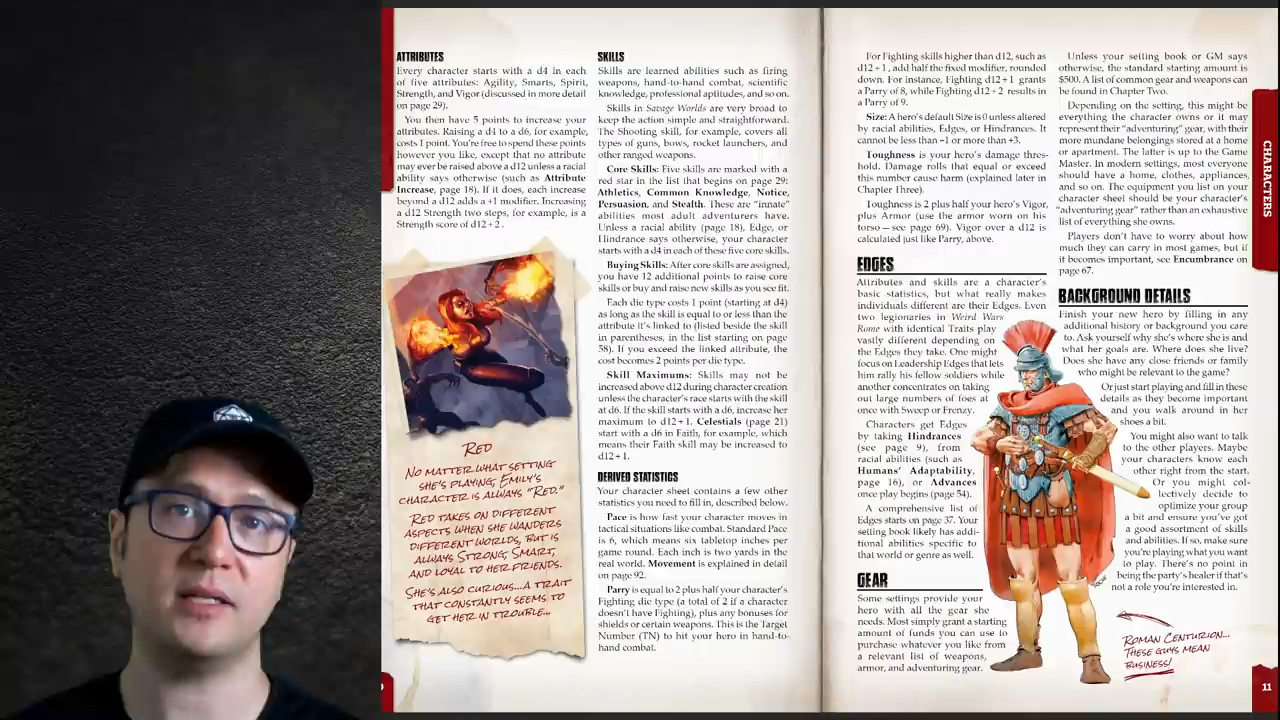 ATTRIBUTES
Every character starts with a d4 in each
of five attributes: Agility, Smarts, Spirit,
Strength, and Vigor (discussed in more detail
on page 29).
You then have 5 points to increase your
attributes. Raising a d4 to a d6, for example,
costs 1 point. You're free to spend these points
however you like, except that no attribute
may ever be raised above a d12 unless a racial
ability says otherwise (such as Attribute
Increase, page 18). If it does, each increase
beyond a d12 adds a +1 modifier. Increasing
a d12 Strength two steps, for example, is a
Strength score of d12+2.
RED
NO MATTER WHAT SETTING
SHE'S PLAYING, EMILY'S
CHARACTER IS ALWAYS "RED."
RED TAKES ON DIFFERENT
ASPECTS WHEN SHE WANDERS
DIFFERENT WORLDS, BUT IS
ALWAYS STRONG, SMART,
AND LOYAL TO HER FRIENDS.
SHE'S ALSO CURIOUS...A TRAIT
THAT CONSTANTLY SEEMS TO
GET HER IN TROUBLE...
SKILLS
Skills are learned abilities such as firing
weapons, hand-to-hand combat, scientific
knowledge, professional aptitudes, and so on.
Skills in Savage Worlds are very broad to
keep the action simple and straightforward.
The Shooting skill, for example, covers all
types of guns, bows, rocket launchers, and
other ranged weapons.
Core Skills: Five skills are marked with a
red star in the list that begins on page 29:
Athletics, Common Knowledge, Notice,
Persuasion, and Stealth. These are "innate"
abilities most adult adventurers have.
Unless a racial ability (page 18), Edge, or
Hindrance says otherwise, your character
starts with a d4 in each of these five core skills.
Buying Skills: After core skills are assigned,
you have 12 additional points to raise core
skills or buy and raise new skills as you see fit.
Each die type costs 1 point (starting at d4)
as long as the skill is equal to or less than the
attribute it's linked to (listed beside the skill
in parentheses, in the list starting on page
58). If you exceed the linked attribute, the
cost becomes 2 points per die type.
Skill Maximums: Skills may not be
increased above d12 during character creation
unless the character's race starts with the skill
at d6. If the skill starts with a d6, increase her
maximum to d12+1. Celestials (page 21)
start with a d6 in Faith, for example, which
means their Faith skill may be increased to
d12+1.
DERIVED STATISTICS
Your character sheet contains a few other
statistics you need to fill in, described below.
Pace is how fast your character moves in
tactical situations like combat. Standard Pace
is 6, which means six tabletop inches per
game round. Each inch is two yards in the
real world. Movement is explained in detail
on page 92.
Parry is equal to 2 plus half your character's
Fighting die type (a total of 2 if a character
doesn't have Fighting), plus any bonuses for
shields or certain weapons. This is the Target
Number (TN) to hit your hero in hand-to-
hand combat.
For Fighting skills higher than d12, such as
d12+1, add half the fixed modifier, rounded
down. For instance, Fighting d12+1 grants
a Parry of 8, while Fighting d12+2 results in
a Parry of 9.
Size: A hero's default Size is 0 unless altered
by racial abilities, Edges, or Hindrances. It
cannot be less than −1 or more than +3.
Toughness is your hero's damage thres-
hold. Damage rolls that equal or exceed
this number cause harm (explained later in
Chapter Three).
Toughness is 2 plus half your hero's Vigor,
plus Armor (use the armor worn on his
torso—see page 69). Vigor over a d12 is
calculated just like Parry, above.
EDGES
Attributes and skills are a character's
basic statistics, but what really makes
individuals different are their Edges. Even
two legionaries in Weird Wars
Rome with identical Traits play
vastly different depending on
the Edges they take. One might
focus on Leadership Edges that lets
him rally his fellow soldiers while
another concentrates on taking
out large numbers of foes at
once with Sweep or Frenzy.
Characters get Edges
by taking Hindrances
(see page 9), from
racial abilities (such as
Humans' Adaptability,
page 16), or Advances
once play begins (page 54).
A comprehensive list of
Edges starts on page 37. Your
setting book likely has addi-
tional abilities specific to
that world or genre as well.
GEAR
Some settings provide your
hero with all the gear she
needs. Most simply grant a starting
amount of funds you can use to
purchase whatever you like from
a relevant list of weapons,
armor, and adventuring gear.
Unless your setting book or GM says
otherwise, the standard starting amount is
$500. A list of common gear and weapons can
be found in Chapter Two.
Depending on the setting, this might be
everything the character owns or it may
represent their "adventuring" gear, with their
more mundane belongings stored at a home
or apartment. The latter is up to the Game
Master. In modern settings, most everyone
should have a home, clothes, appliances,
and so on. The equipment you list on your
character sheet should be your character's
"adventuring gear" rather than an exhaustive
list of everything she owns.
Players don't have to worry about how
much they can carry in most games, but if
it becomes important, see Encumbrance on
page 67.
BACKGROUND DETAILS
Finish your new hero by filling in any
additional history or background you care
to. Ask yourself why she's where she is and
what her goals are. Where does she live?
Does she have any close friends or family
who might be relevant to the game?
Or just start playing and fill in these
details as they become important
and you walk around in her
shoes a bit.
You might also want to talk
to the other players. Maybe
your characters know each
other right from the start.
Or you might col-
lectively decide to
optimize your group
a bit and ensure you've got
a good assortment of skills
and abilities. If so, make sure
you're playing what you want
to play. There's no point in
being the party's healer if that's
not a role you're interested in.
ROMAN CENTURION...
THESE GUYS MEAN
BUSINESS!
CHARACTERS
11